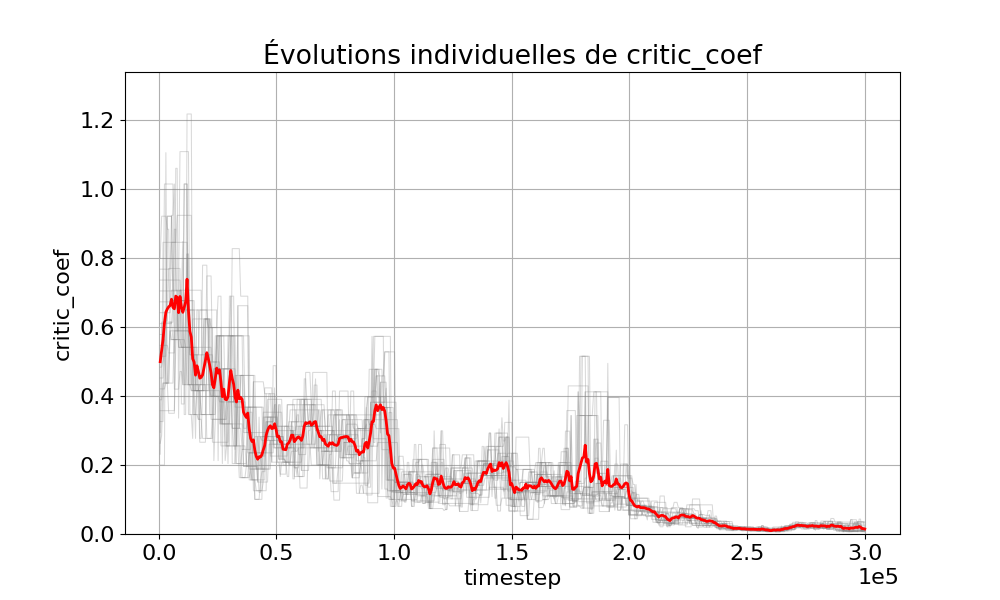 Évolutions individuelles de critic_coef
1.2
1.0
0.8
0.6
0.4
0.2
0.0
critic_coef
0.0 0.5 1.0 1.5 2.0 2.5 3.0
timestep
1e5